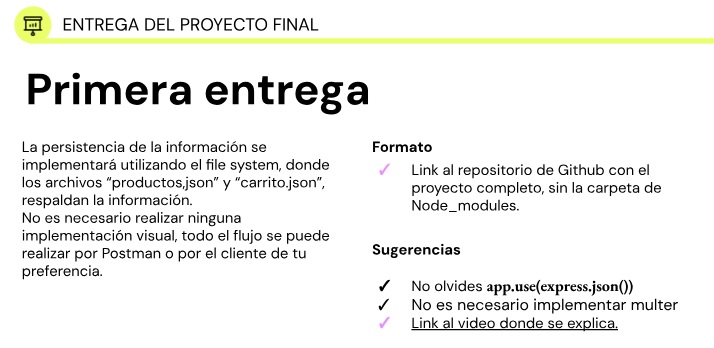 ENTREGA DEL PROYECTO FINAL
Primera entrega
La persistencia de la información se
implementará utilizando el file system, donde
los archivos “productos,json” y “carrito.json”,
respaldan la información.
No es necesario realizar ninguna
implementación visual, todo el flujo se puede
realizar por Postman o por el cliente de tu
preferencia.
Formato
✓ Link al repositorio de Github con el
proyecto completo, sin la carpeta de
Node_modules.
Sugerencias
✓ No olvides app.use(express.json())
✓ No es necesario implementar multer
✓ Link al video donde se explica.